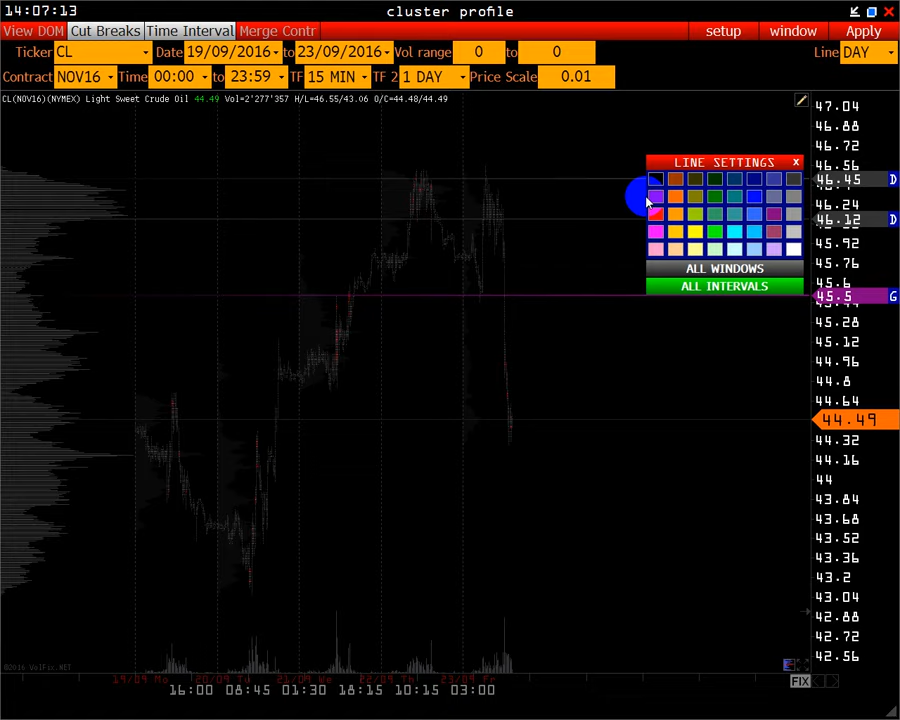 14:07:13 cluster profile
View DOM Cut Breaks Time Interval Merge Contr setup window Apply
Ticker CL Date 19/09/2016 to 23/09/2016 Vol range 0 to 0 Line DAY
Contract NOV16 Time 00:00 to 23:59 TF 15 MIN TF 2 1 DAY Price Scale 0.01
CL(NOV16)(NYMEX) Light Sweet Crude Oil 44.49 Vol=2'277'357 H/L=46.55/43.06 O/C=44.48/44.49
47.04
46.88
46.72
LINE SETTINGS x
46.56
46.45 D
46.24
46.12 D
45.92
45.76
ALL WINDOWS
45.6
ALL INTERVALS
45.5 G
45.28
45.12
44.96
44.8
44.64
44.49
44.32
44.16
44
43.84
43.68
43.52
43.36
43.2
43.04
42.88
42.72
42.56
©2016 VolFix.NET
19/09 Mo 20/09 Tu 21/09 We 22/09 Th 23/09 Fr
FIX
16:00 08:45 01:30 18:15 10:15 03:00